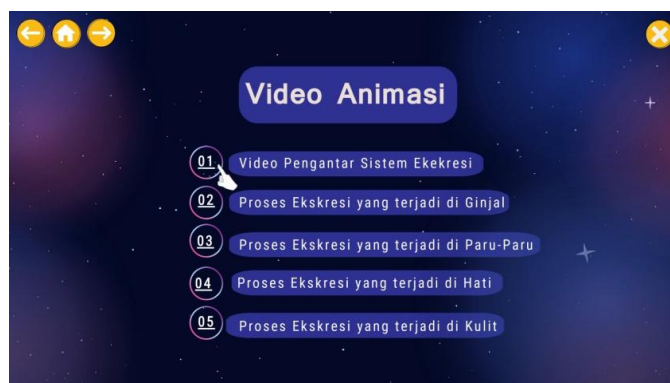 Video Animasi
01 Video Pengantar Sistem Ekekresi
02 Proses Ekskresi yang terjadi di Ginjal
03 Proses Ekskresi yang terjadi di Paru-Paru
04 Proses Ekskresi yang terjadi di Hati
05 Proses Ekskresi yang terjadi di Kulit